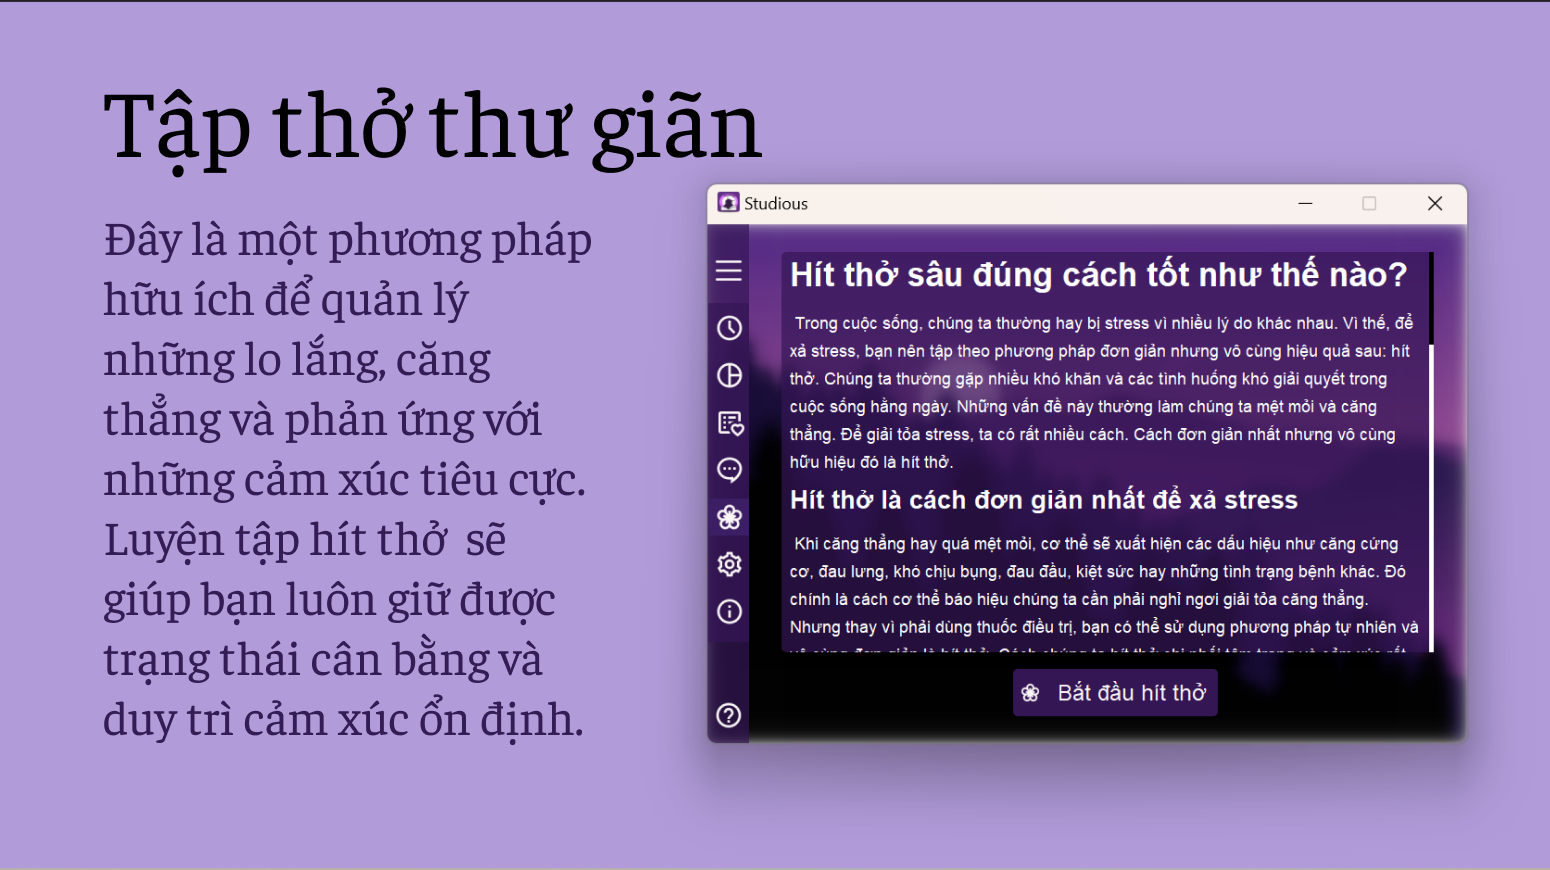 Tập thở thư giãn
Đây là một phương pháp
hữu ích để quản lý
những lo lắng, căng
thẳng và phản ứng với
những cảm xúc tiêu cực.
Luyện tập hít thở  sẽ
giúp bạn luôn giữ được
trạng thái cân bằng và
duy trì cảm xúc ổn định.
Studious
Hít thở sâu đúng cách tốt như thế nào?
Trong cuộc sống, chúng ta thường hay bị stress vì nhiều lý do khác nhau. Vì thế, để
xả stress, bạn nên tập theo phương pháp đơn giản nhưng vô cùng hiệu quả sau: hít
thở. Chúng ta thường gặp nhiều khó khăn và các tình huống khó giải quyết trong
cuộc sống hằng ngày. Những vấn đề này thường làm chúng ta mệt mỏi và căng
thẳng. Để giải tỏa stress, ta có rất nhiều cách. Cách đơn giản nhất nhưng vô cùng
hữu hiệu đó là hít thở.
Hít thở là cách đơn giản nhất để xả stress
Khi căng thẳng hay quá mệt mỏi, cơ thể sẽ xuất hiện các dấu hiệu như căng cứng
cơ, đau lưng, khó chịu bụng, đau đầu, kiệt sức hay những tình trạng bệnh khác. Đó
chính là cách cơ thể báo hiệu chúng ta cần phải nghỉ ngơi giải tỏa căng thẳng.
Nhưng thay vì phải dùng thuốc điều trị, bạn có thể sử dụng phương pháp tự nhiên và
Bắt đầu hít thở